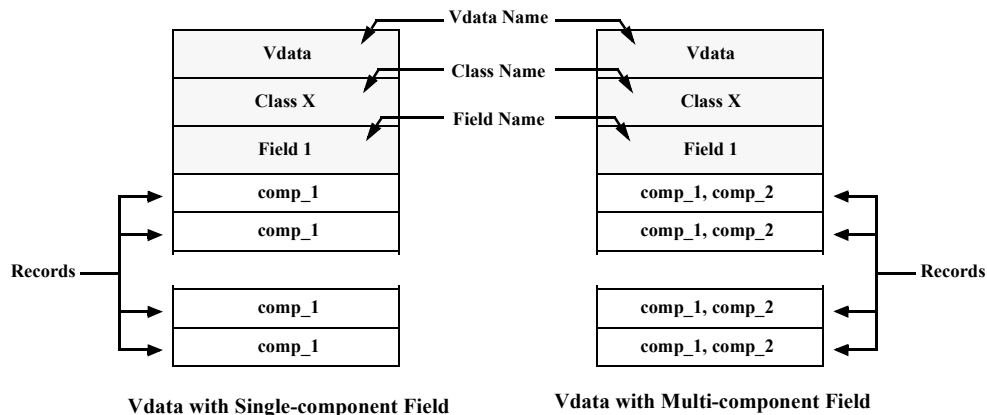 Vdata Name
Vdata Vdata
Class Name
Class X Class X
Field Name
Field 1 Field 1
comp_1 comp_1, comp_2
comp_1 comp_1, comp_2
Records Records
comp_1 comp_1, comp_2
comp_1 comp_1, comp_2
Vdata with Single-component Field Vdata with Multi-component Field